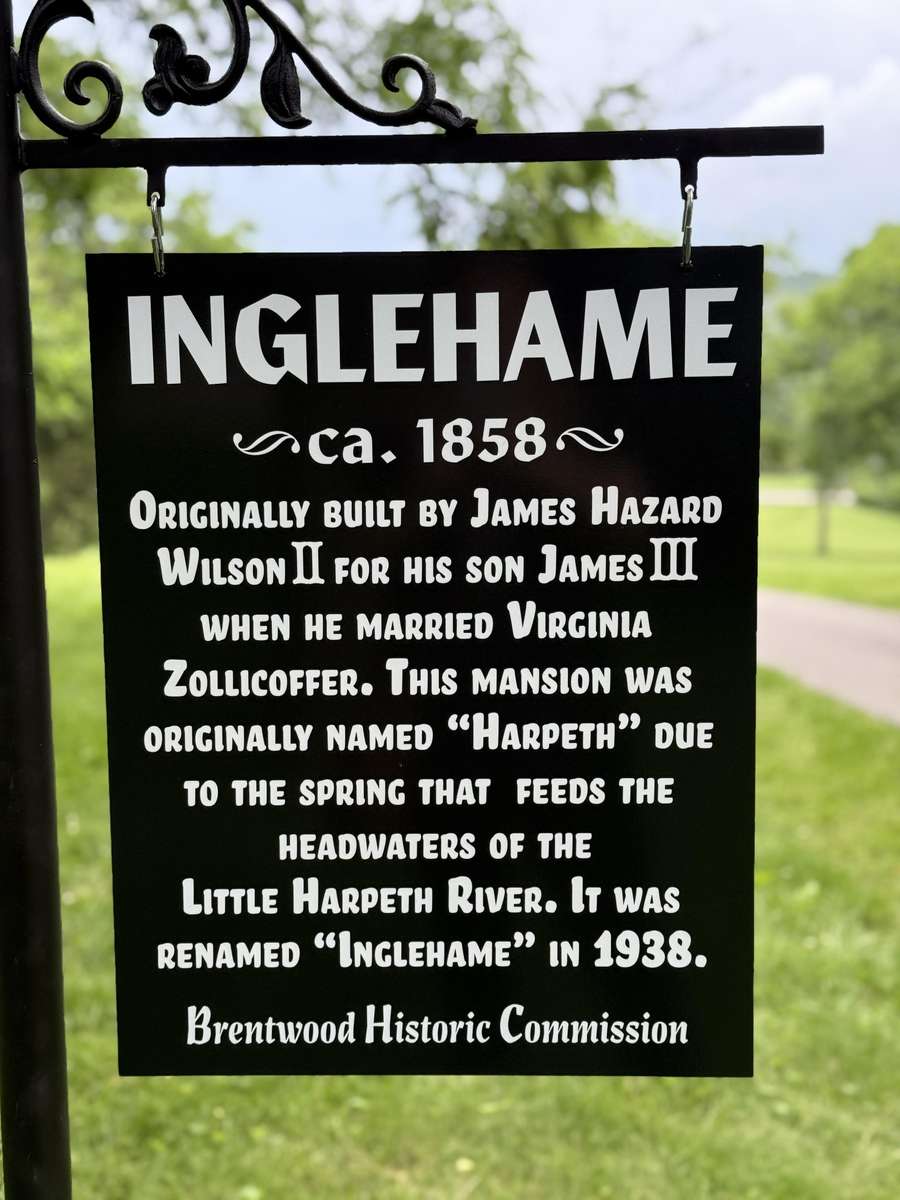 INGLEHAME
ca. 1858
Originally built by James Hazard
Wilson II for his son James III
when he married Virginia
Zollicoffer. This mansion was
originally named “Harpeth” due
to the spring that feeds the
headwaters of the
Little Harpeth River. It was
renamed “Inglehame” in 1938.
Brentwood Historic Commission